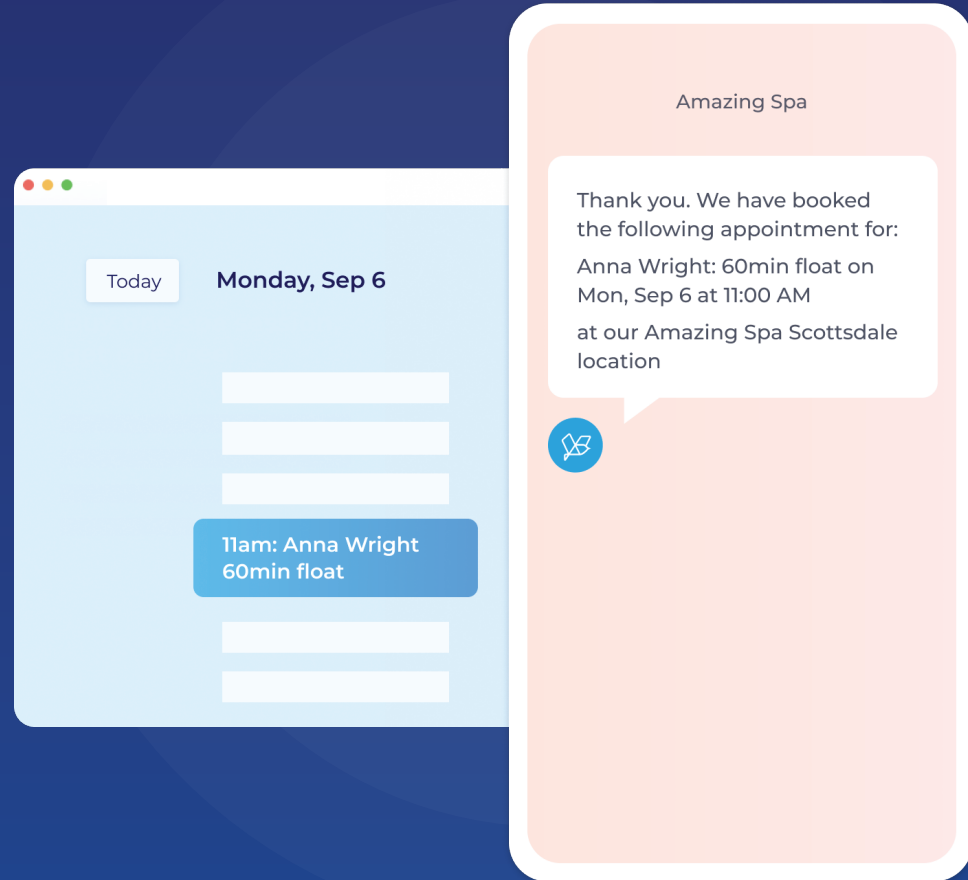 Today
Monday, Sep 6
11am: Anna Wright
60min float
Amazing Spa
Thank you. We have booked
the following appointment for:
Anna Wright: 60min float on
Mon, Sep 6 at 11:00 AM
at our Amazing Spa Scottsdale
location